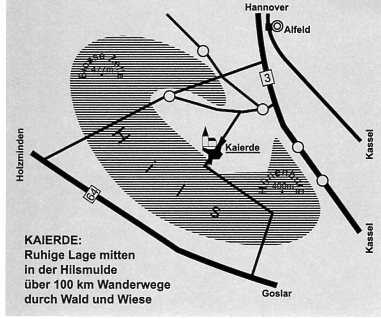 Hannover
Alfeld
3
Kaierde
Holzminden
H
I
L
S
64
Kassel
Kassel
Goslar
KAIERDE:
Ruhige Lage mitten
in der Hilsmulde
über 100 km Wanderwege
durch Wald und Wiese